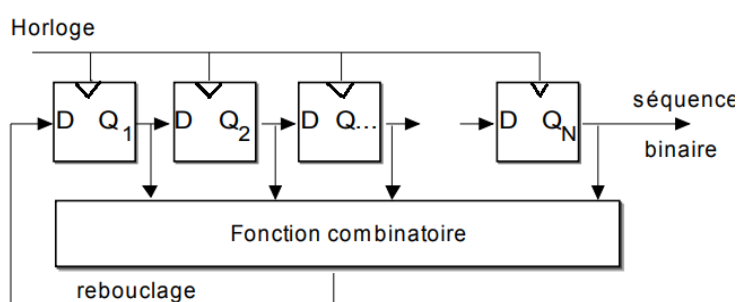 Horloge
D Q1 D Q2 D Q... D QN
séquence
binaire
Fonction combinatoire
rebouclage